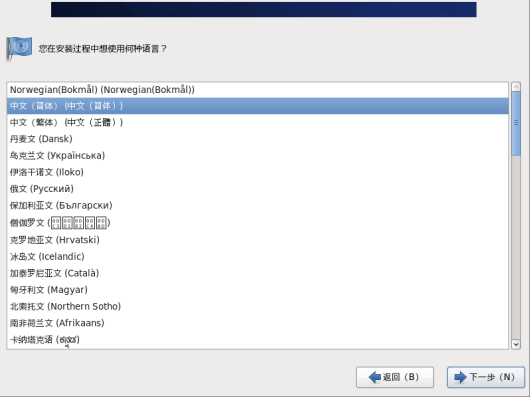 您在安装过程中想使用何种语言？
Norwegian(Bokmål) (Norwegian(Bokmål))
中文（简体） (中文（简体）)
中文（繁体） (中文（正體）)
丹麦文 (Dansk)
乌克兰文 (Українська)
伊洛干诺文 (Iloko)
俄文 (Русский)
保加利亚文 (Български)
僧伽罗文
克罗地亚文 (Hrvatski)
冰岛文 (Icelandic)
加泰罗尼亚文 (Català)
匈牙利文 (Magyar)
北索托文 (Northern Sotho)
南非荷兰文 (Afrikaans)
卡纳塔克语
返回（B）
下一步（N）